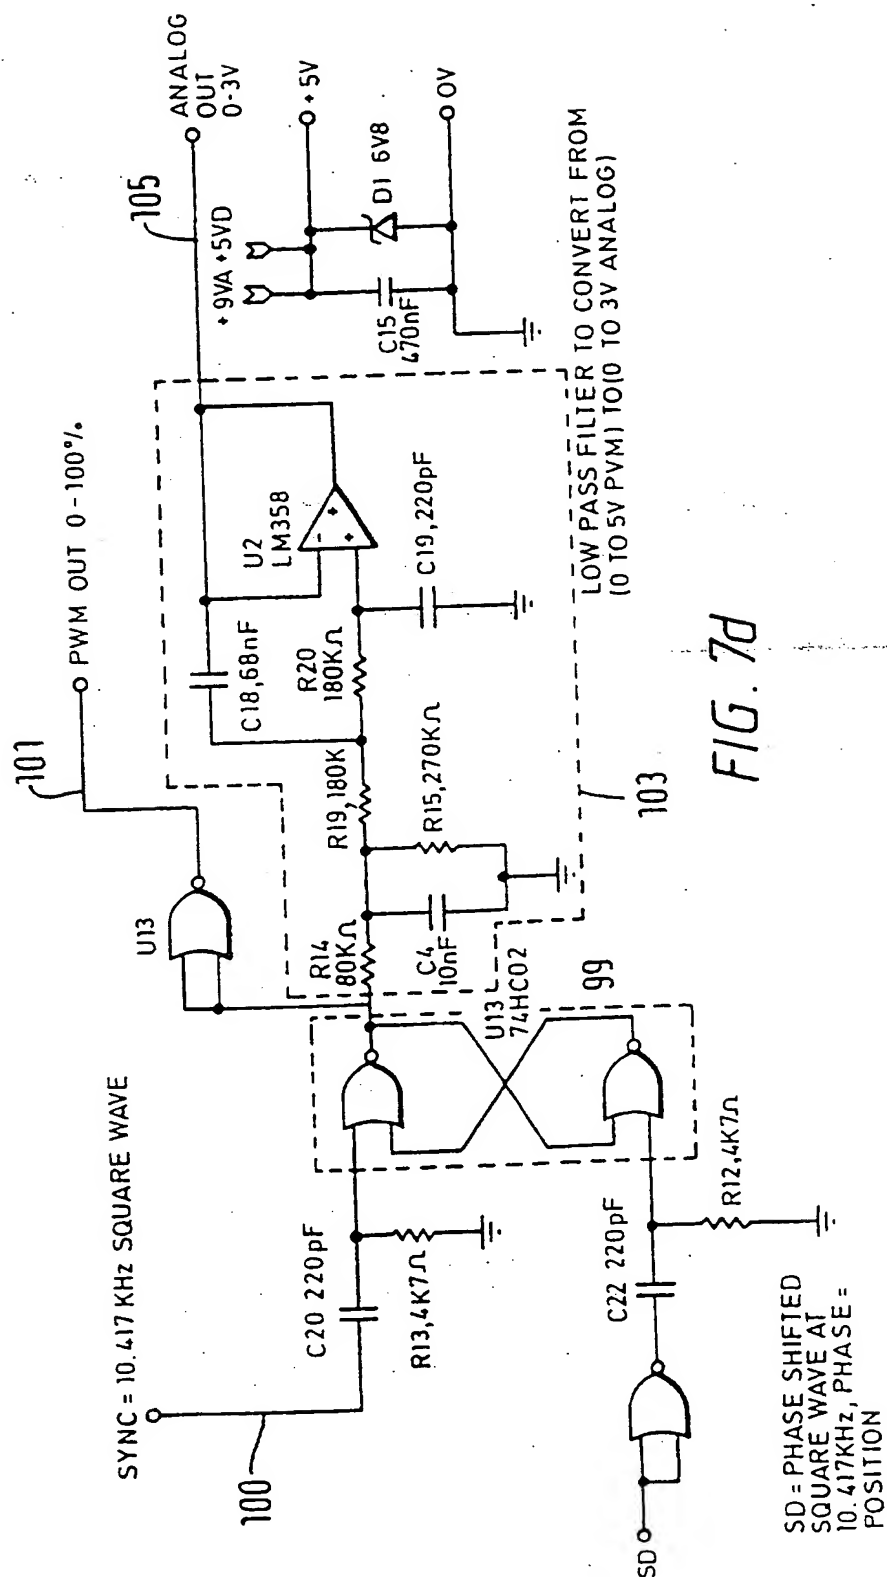 SYNC = 10.417 KHz SQUARE WAVE
100
C20 220pF
R13,4K7Ω
SD
SD = PHASE SHIFTED
SQUARE WAVE AT
10.417KHz, PHASE =
POSITION
C22 220pF
R12,4K7Ω
U13
74HC02
99
U13
101
PWM OUT 0-100%
R14
80KΩ
C4
10nF
R19,180K
R15,270KΩ
C18,68nF
R20
180KΩ
U2
LM358
-
+
+
C19,220pF
103
LOW PASS FILTER TO CONVERT FROM
(0 TO 5V PVM) TO(0 TO 3V ANALOG)
105
ANALOG
OUT
0-3V
+9VA +5VD
+5V
C15
470nF
D1 6V8
0V
FIG. 7d